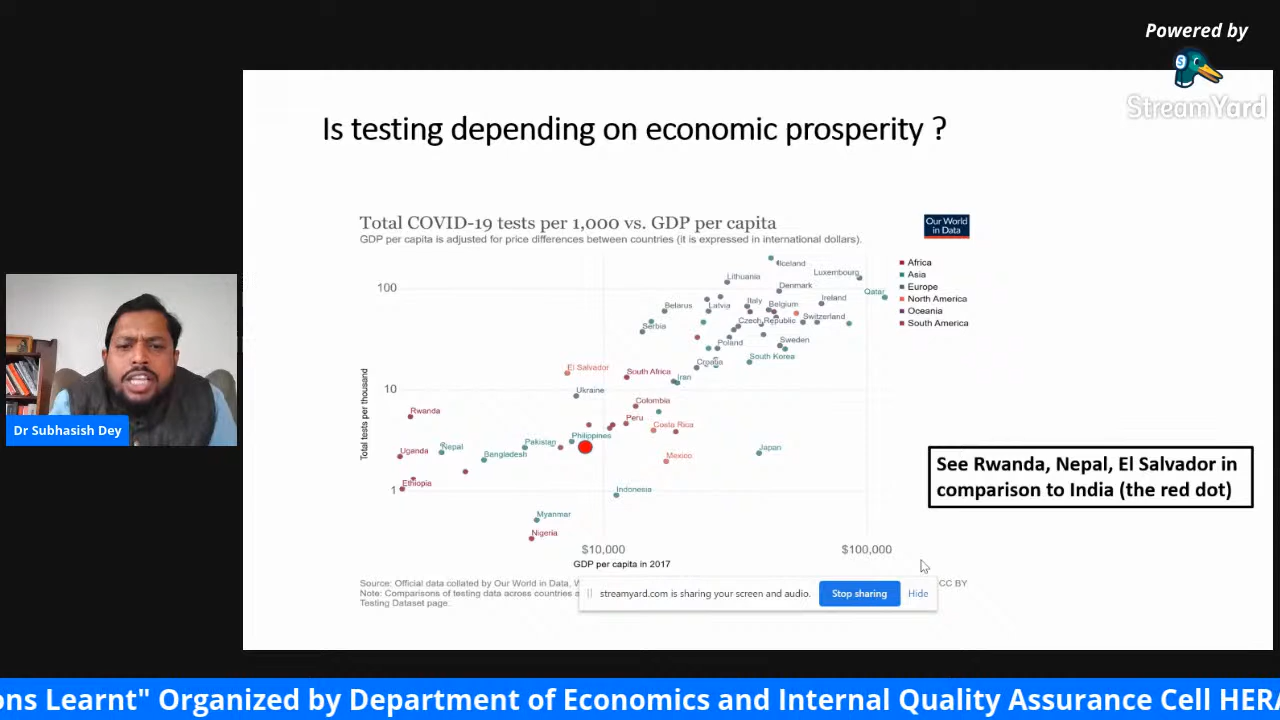 Powered by
StreamYard
Is testing depending on economic prosperity ?
Total COVID-19 tests per 1,000 vs. GDP per capita
GDP per capita is adjusted for price differences between countries (it is expressed in international dollars).
Our World
in Data
Africa
Asia
Europe
North America
Oceania
South America
Total tests per thousand
100
10
1
Iceland
Luxembourg
Lithuania
Denmark
Qatar
Belarus
Latvia
Italy
Belgium
Ireland
Serbia
Czech Republic
Switzerland
Poland
Sweden
South Korea
Croatia
El Salvador
South Africa
Iran
Ukraine
Rwanda
Colombia
Peru
Costa Rica
Uganda
Nepal
Pakistan
Philippines
Bangladesh
Mexico
Japan
Ethiopia
Indonesia
Myanmar
Nigeria
$10,000
$100,000
GDP per capita in 2017
See Rwanda, Nepal, El Salvador in
comparison to India (the red dot)
Source: Official data collated by Our World in Data, W
CC BY
Note: Comparisons of testing data across countries a
Testing Dataset page.
streamyard.com is sharing your screen and audio.
Stop sharing
Hide
Dr Subhasish Dey
ons Learnt" Organized by Department of Economics and Internal Quality Assurance Cell HERA